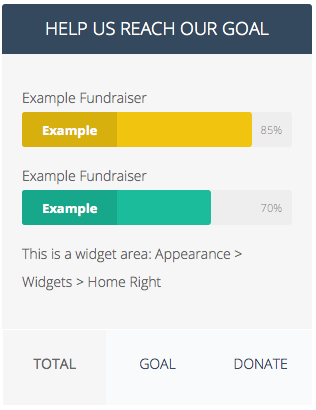 HELP US REACH OUR GOAL
Example Fundraiser
Example 85%
Example Fundraiser
Example 70%
This is a widget area: Appearance >
Widgets > Home Right
TOTAL GOAL DONATE